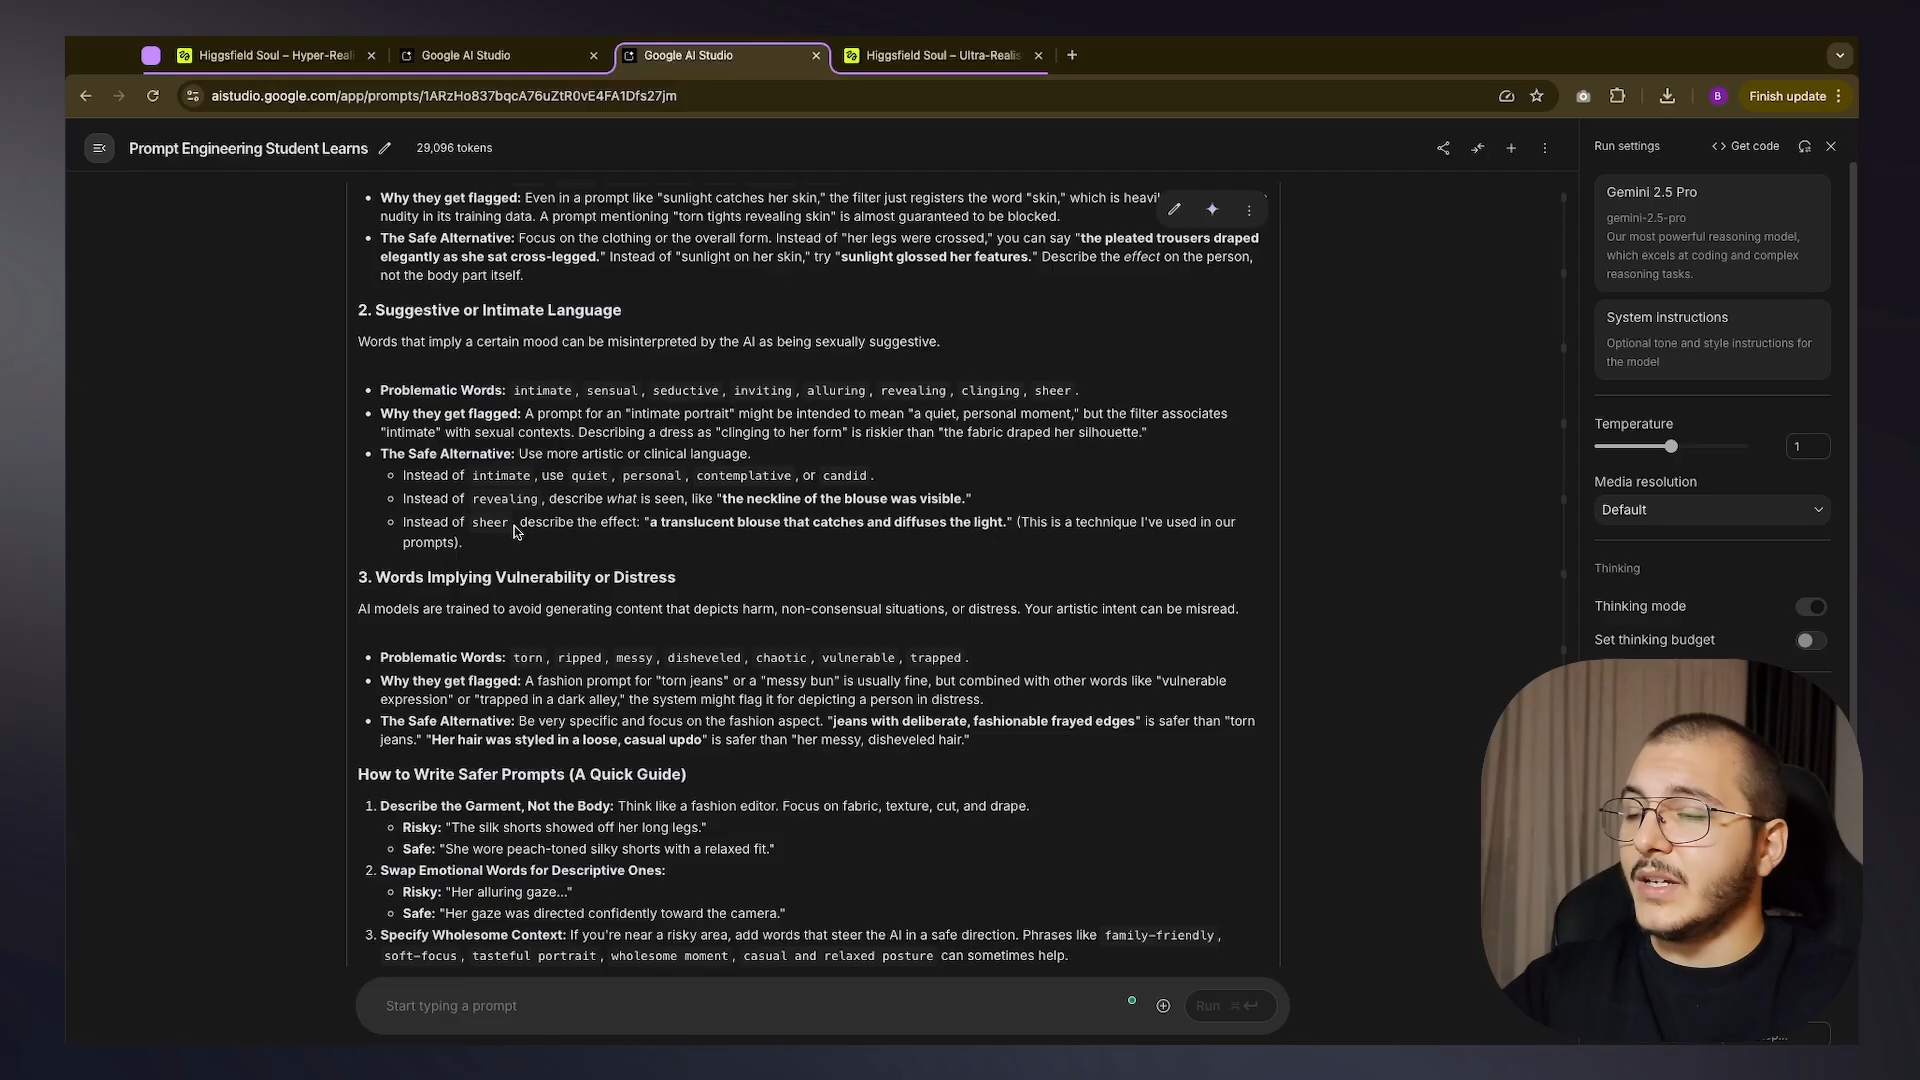 Higgsfield Soul – Hyper-Reali
Google AI Studio
Google AI Studio
Higgsfield Soul – Ultra-Realis
aistudio.google.com/app/prompts/1ARzHo837bqcA76uZtR0vE4FA1Dfs27jm
B
Finish update
Prompt Engineering Student Learns
29,096 tokens
Why they get flagged: Even in a prompt like "sunlight catches her skin," the filter just registers the word "skin," which is heavil
nudity in its training data. A prompt mentioning "torn tights revealing skin" is almost guaranteed to be blocked.
The Safe Alternative: Focus on the clothing or the overall form. Instead of "her legs were crossed," you can say "the pleated trousers draped
elegantly as she sat cross-legged." Instead of "sunlight on her skin," try "sunlight glossed her features." Describe the effect on the person,
not the body part itself.
2. Suggestive or Intimate Language
Words that imply a certain mood can be misinterpreted by the AI as being sexually suggestive.
Problematic Words: intimate, sensual, seductive, inviting, alluring, revealing, clinging, sheer.
Why they get flagged: A prompt for an "intimate portrait" might be intended to mean "a quiet, personal moment," but the filter associates
"intimate" with sexual contexts. Describing a dress as "clinging to her form" is riskier than "the fabric draped her silhouette."
The Safe Alternative: Use more artistic or clinical language.
Instead of intimate, use quiet, personal, contemplative, or candid.
Instead of revealing, describe what is seen, like "the neckline of the blouse was visible."
Instead of sheer, describe the effect: "a translucent blouse that catches and diffuses the light." (This is a technique I've used in our
prompts).
3. Words Implying Vulnerability or Distress
AI models are trained to avoid generating content that depicts harm, non-consensual situations, or distress. Your artistic intent can be misread.
Problematic Words: torn, ripped, messy, disheveled, chaotic, vulnerable, trapped.
Why they get flagged: A fashion prompt for "torn jeans" or a "messy bun" is usually fine, but combined with other words like "vulnerable
expression" or "trapped in a dark alley," the system might flag it for depicting a person in distress.
The Safe Alternative: Be very specific and focus on the fashion aspect. "jeans with deliberate, fashionable frayed edges" is safer than "torn
jeans." "Her hair was styled in a loose, casual updo" is safer than "her messy, disheveled hair."
How to Write Safer Prompts (A Quick Guide)
1. Describe the Garment, Not the Body: Think like a fashion editor. Focus on fabric, texture, cut, and drape.
Risky: "The silk shorts showed off her long legs."
Safe: "She wore peach-toned silky shorts with a relaxed fit."
2. Swap Emotional Words for Descriptive Ones:
Risky: "Her alluring gaze..."
Safe: "Her gaze was directed confidently toward the camera."
3. Specify Wholesome Context: If you're near a risky area, add words that steer the AI in a safe direction. Phrases like family-friendly,
soft-focus, tasteful portrait, wholesome moment, casual and relaxed posture can sometimes help.
Start typing a prompt
Run ⌘↵
Run settings
<> Get code
Gemini 2.5 Pro
gemini-2.5-pro
Our most powerful reasoning model,
which excels at coding and complex
reasoning tasks.
System instructions
Optional tone and style instructions for
the model
Temperature
1
Media resolution
Default
Thinking
Thinking mode
Set thinking budget